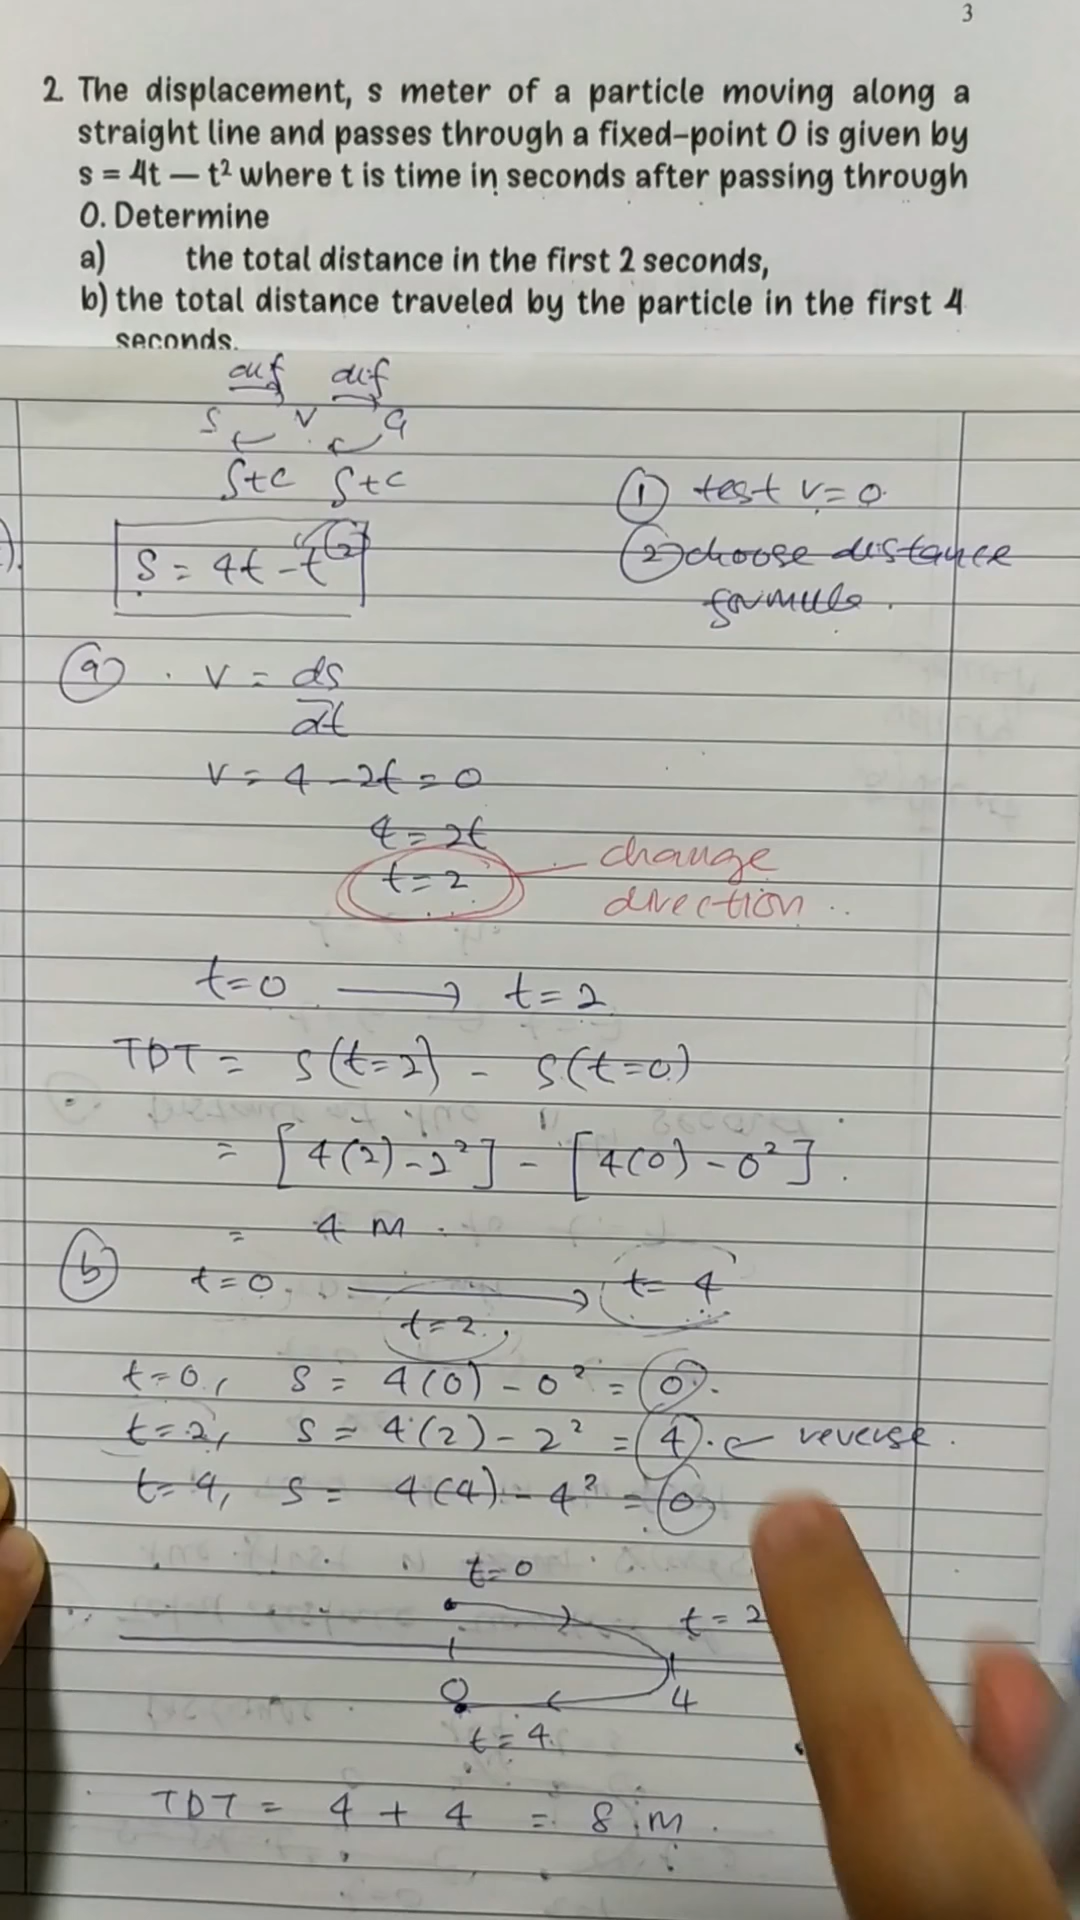 3
2. The displacement, s meter of a particle moving along a
straight line and passes through a fixed-point O is given by
s = 4t — t² where t is time in seconds after passing through
O. Determine
a) the total distance in the first 2 seconds,
b) the total distance traveled by the particle in the first 4
seconds.
dif dif
S V a
∫+c ∫+c
① test v=0
S = 4t - t²
② choose distance
formula.
ⓐ v = ds
dt
v = 4 - 2t = 0
4 = 2t
t = 2 change
direction
t=0 → t=2
TDT = s(t=2) - s(t=0)
= [4(2)-2²] - [4(0)-0²].
= 4 m.
ⓑ t=0 → t=4
t=2
t=0, s = 4(0) - 0² = 0.
t=2, s = 4(2) - 2² = 4. ← reverse.
t=4, s = 4(4) - 4² = 0
t=0
t=2
0 4
t=4.
TDT = 4 + 4 = 8 m.